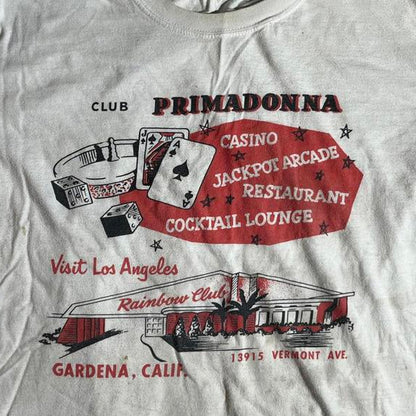 CLUB PRIMADONNA
CASINO
JACKPOT ARCADE
RESTAURANT
COCKTAIL LOUNGE
A
Visit Los Angeles
Rainbow Club
13915 VERMONT AVE.
GARDENA, CALIF.